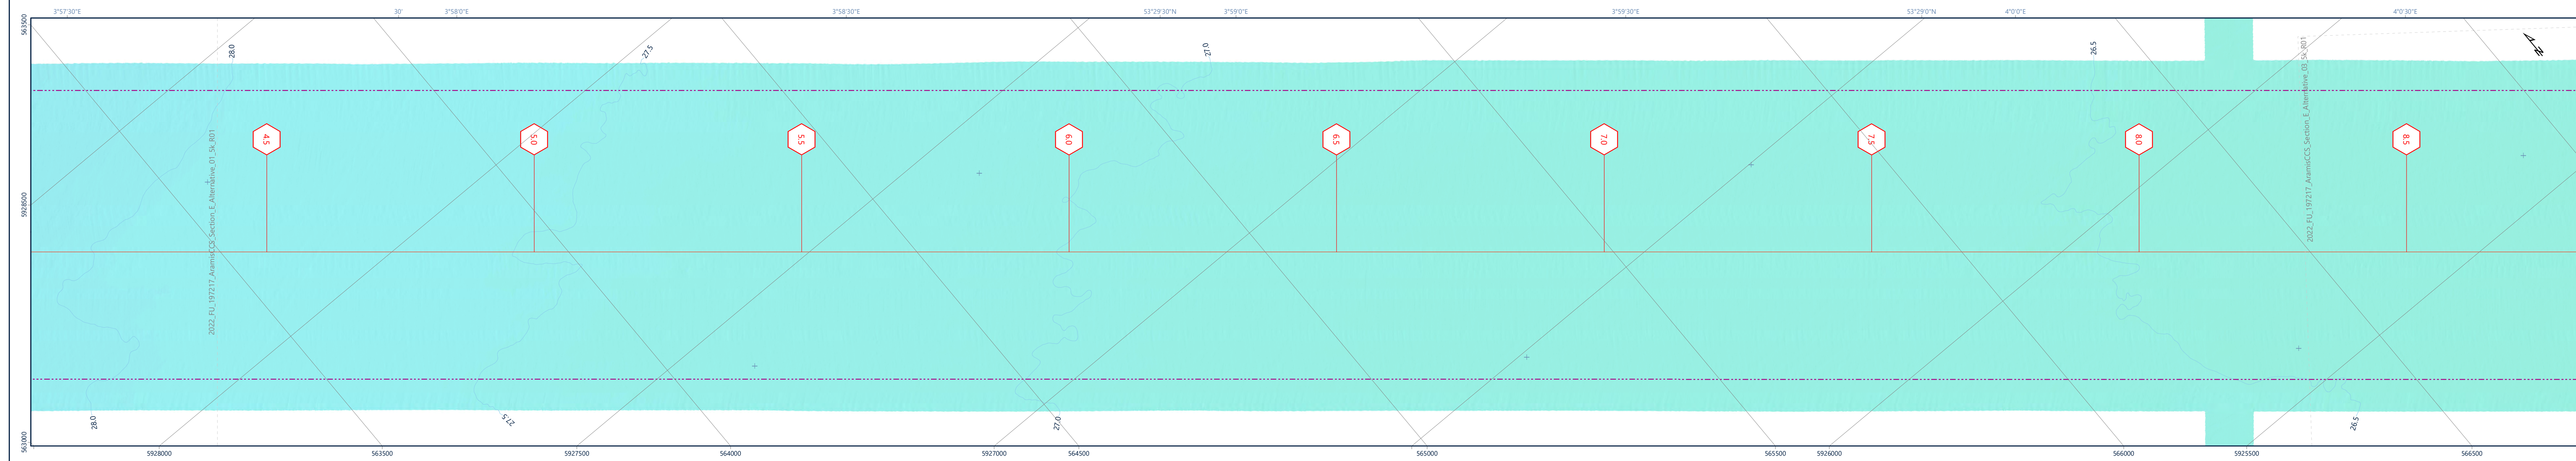 3°57'30"E
30'
3°58'0"E
3°58'30"E
53°29'30"N
3°59'0"E
3°59'30"E
53°29'0"N
4°0'0"E
4°0'30"E
563500
28.0
27.5
27.0
26.5
N
4.5
5.0
5.5
6.0
6.5
7.0
7.5
8.0
8.5
2022_FU_197217_AramisCCS_Section_E_Alternative_01_5k_R01
2022_FU_197217_AramisCCS_Section_E_Alternative_03_5k_R01
5928500
28.0
27.5
27.0
26.5
563000
5928000
563500
5927500
564000
5927000
564500
565000
565500
5926000
566000
5925500
566500